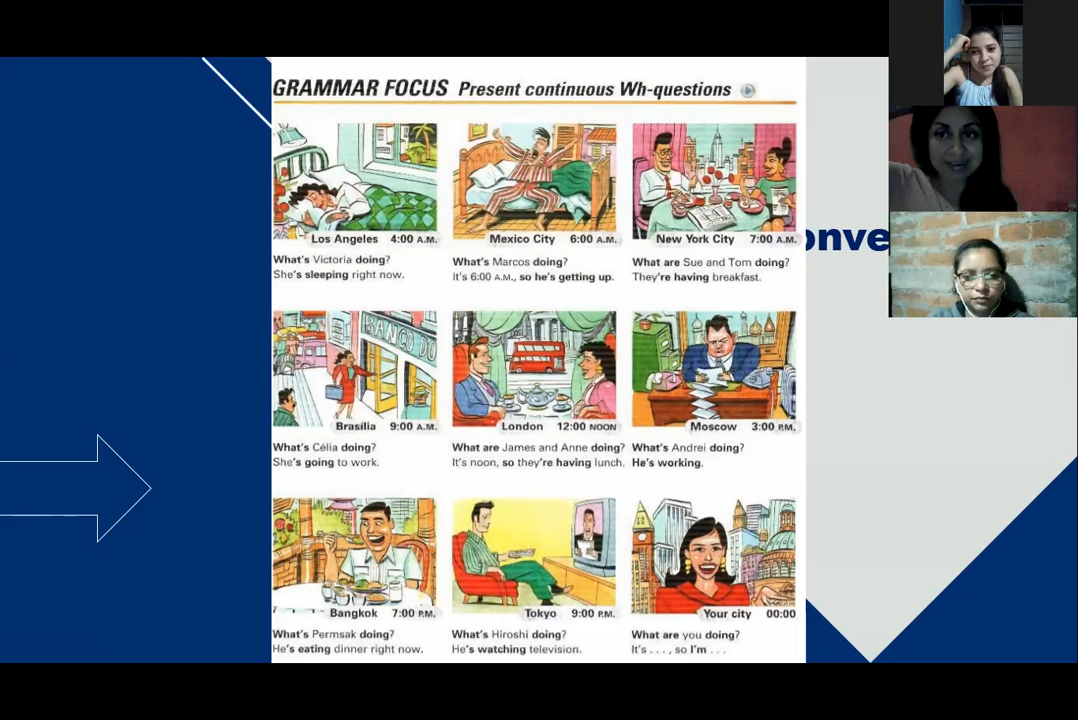 GRAMMAR FOCUS Present continuous Wh-questions
Los Angeles 4:00 A.M.
What's Victoria doing?
She's sleeping right now.
Mexico City 6:00 A.M.
What's Marcos doing?
It's 6:00 A.M., so he's getting up.
New York City 7:00 A.M.
What are Sue and Tom doing?
They're having breakfast.
BANCO DO
Brasília 9:00 A.M.
What's Célia doing?
She's going to work.
London 12:00 NOON
What are James and Anne doing?
It's noon, so they're having lunch.
Moscow 3:00 P.M.
What's Andrei doing?
He's working.
Bangkok 7:00 P.M.
What's Permsak doing?
He's eating dinner right now.
Tokyo 9:00 P.M.
What's Hiroshi doing?
He's watching television.
Your city 00:00
What are you doing?
It's . . . , so I'm . . .
onve